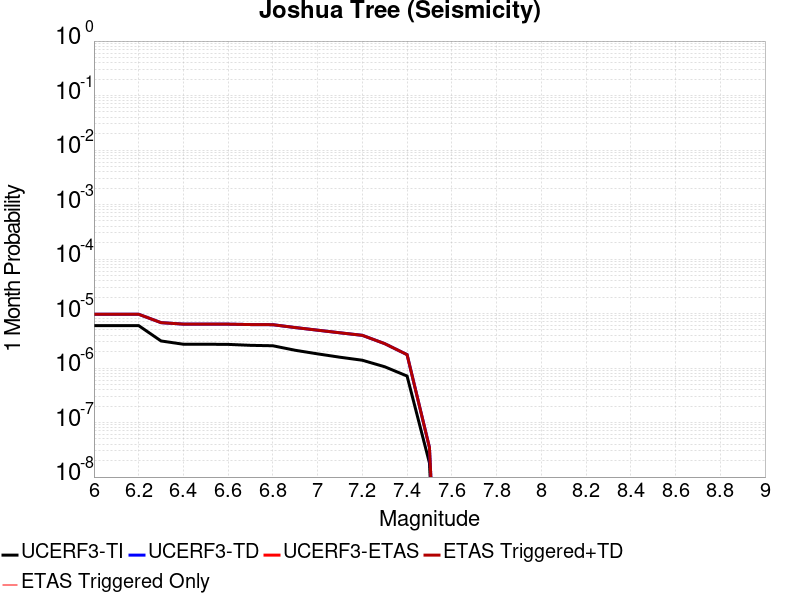 Joshua Tree (Seismicity)
10 0
10 -1
10 -2
10 -3
10 -4
10 -5
10 -6
10 -7
10 -8
1 Month Probability
6 6.2 6.4 6.6 6.8 7 7.2 7.4 7.6 7.8 8 8.2 8.4 8.6 8.8 9
Magnitude
UCERF3-TI UCERF3-TD UCERF3-ETAS ETAS Triggered+TD
ETAS Triggered Only